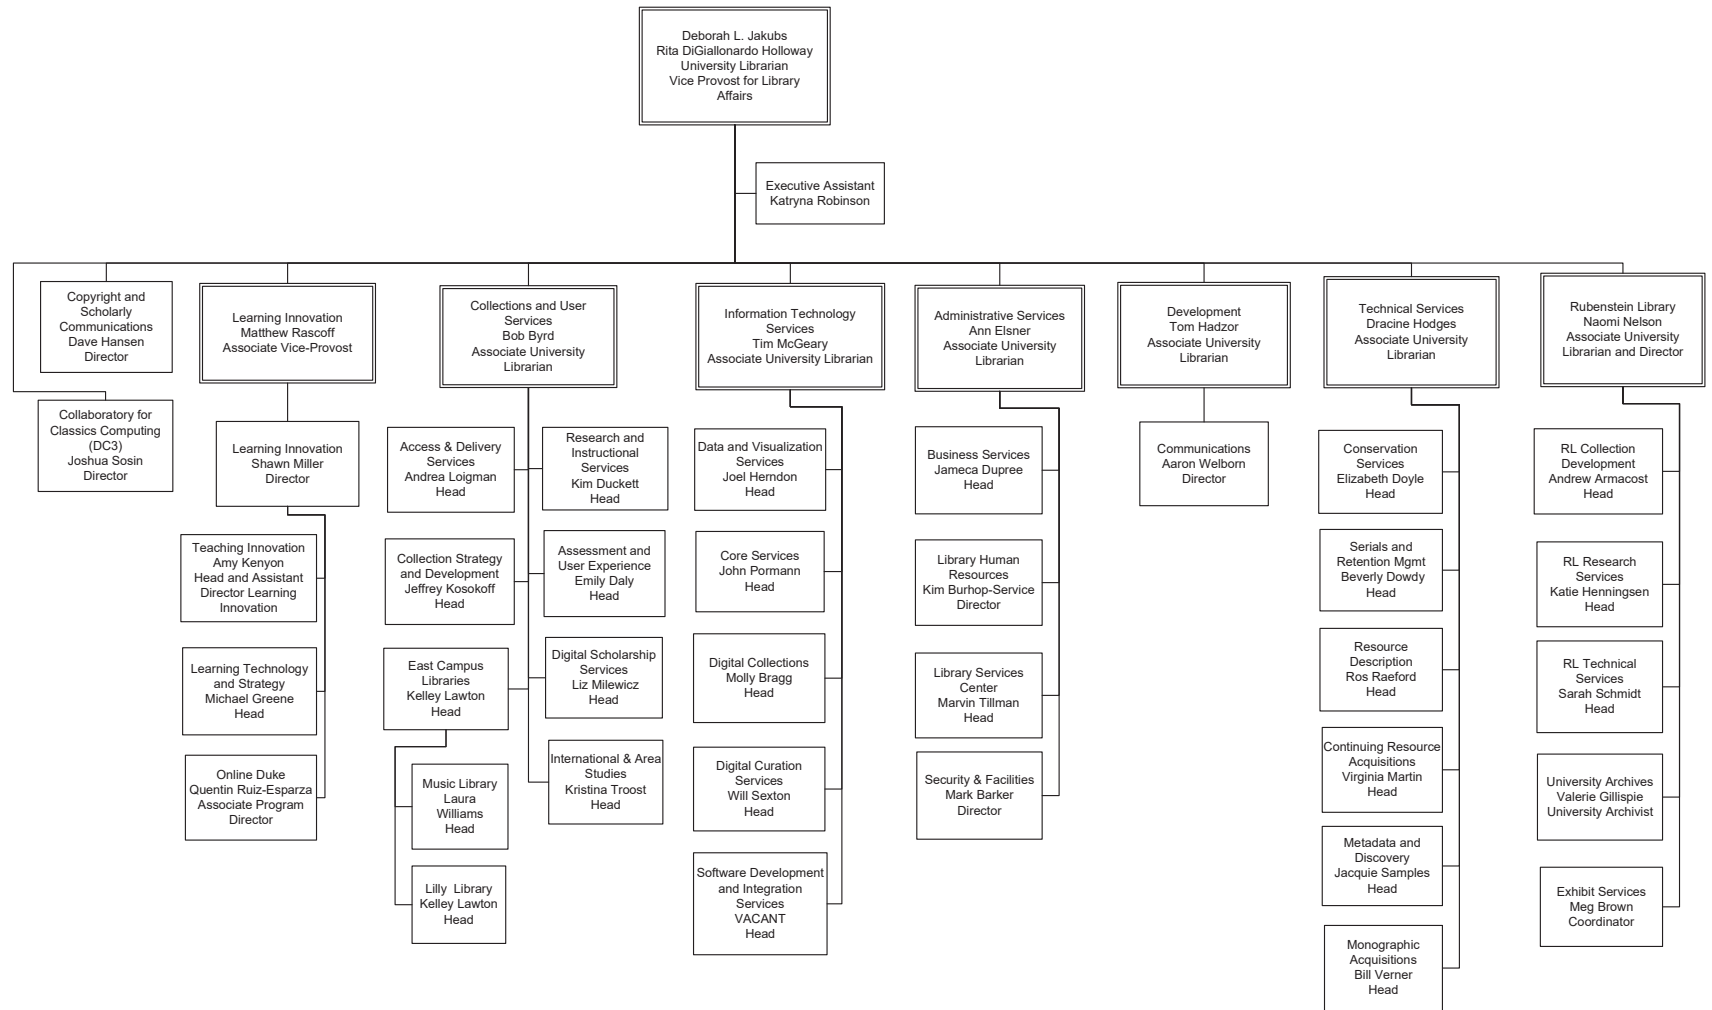 Deborah L. Jakubs
Rita DiGiallonardo Holloway
University Librarian
Vice Provost for Library
Affairs
Executive Assistant
Katryna Robinson
Copyright and
Scholarly
Communications
Dave Hansen
Director
Collaboratory for
Classics Computing
(DC3)
Joshua Sosin
Director
Learning Innovation
Matthew Rascoff
Associate Vice-Provost
Learning Innovation
Shawn Miller
Director
Teaching Innovation
Amy Kenyon
Head and Assistant
Director Learning
Innovation
Learning Technology
and Strategy
Michael Greene
Head
Online Duke
Quentin Ruiz-Esparza
Associate Program
Director
Collections and User
Services
Bob Byrd
Associate University
Librarian
Access & Delivery
Services
Andrea Loigman
Head
Research and
Instructional
Services
Kim Duckett
Head
Collection Strategy
and Development
Jeffrey Kosokoff
Head
Assessment and
User Experience
Emily Daly
Head
East Campus
Libraries
Kelley Lawton
Head
Digital Scholarship
Services
Liz Milewicz
Head
International & Area
Studies
Kristina Troost
Head
Music Library
Laura
Williams
Head
Lilly Library
Kelley Lawton
Head
Information Technology
Services
Tim McGeary
Associate University Librarian
Data and Visualization
Services
Joel Herndon
Head
Core Services
John Pormann
Head
Digital Collections
Molly Bragg
Head
Digital Curation
Services
Will Sexton
Head
Software Development
and Integration
Services
VACANT
Head
Administrative Services
Ann Elsner
Associate University
Librarian
Business Services
Jameca Dupree
Head
Library Human
Resources
Kim Burhop-Service
Director
Library Services
Center
Marvin Tillman
Head
Security & Facilities
Mark Barker
Director
Development
Tom Hadzor
Associate University
Librarian
Communications
Aaron Welborn
Director
Technical Services
Dracine Hodges
Associate University
Librarian
Conservation
Services
Elizabeth Doyle
Head
Serials and
Retention Mgmt
Beverly Dowdy
Head
Resource
Description
Ros Raeford
Head
Continuing Resource
Acquisitions
Virginia Martin
Head
Metadata and
Discovery
Jacquie Samples
Head
Monographic
Acquisitions
Bill Verner
Head
Rubenstein Library
Naomi Nelson
Associate University
Librarian and Director
RL Collection
Development
Andrew Armacost
Head
RL Research
Services
Katie Henningsen
Head
RL Technical
Services
Sarah Schmidt
Head
University Archives
Valerie Gillispie
University Archivist
Exhibit Services
Meg Brown
Coordinator